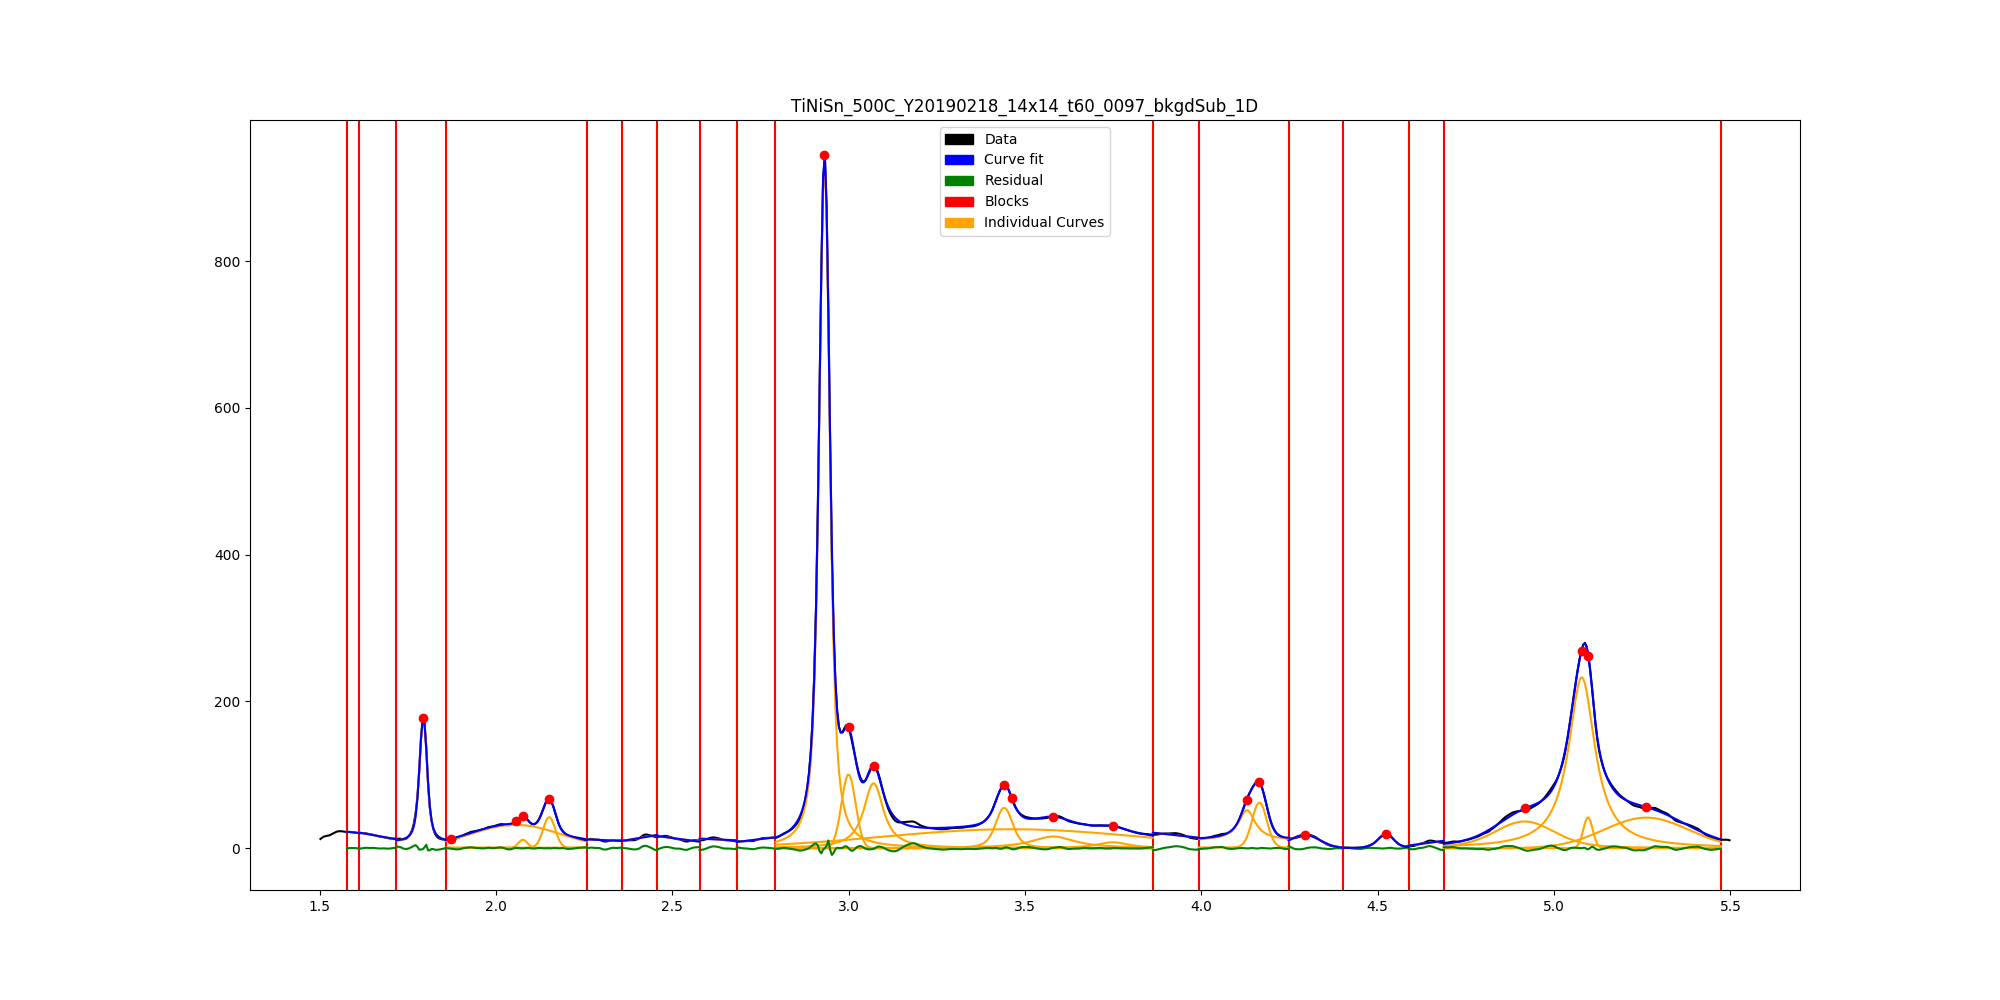 TiNiSn_500C_Y20190218_14x14_t60_0097_bkgdSub_1D
Data
Curve fit
Residual
Blocks
Individual Curves
800
600
400
200
0
1.5 2.0 2.5 3.0 3.5 4.0 4.5 5.0 5.5